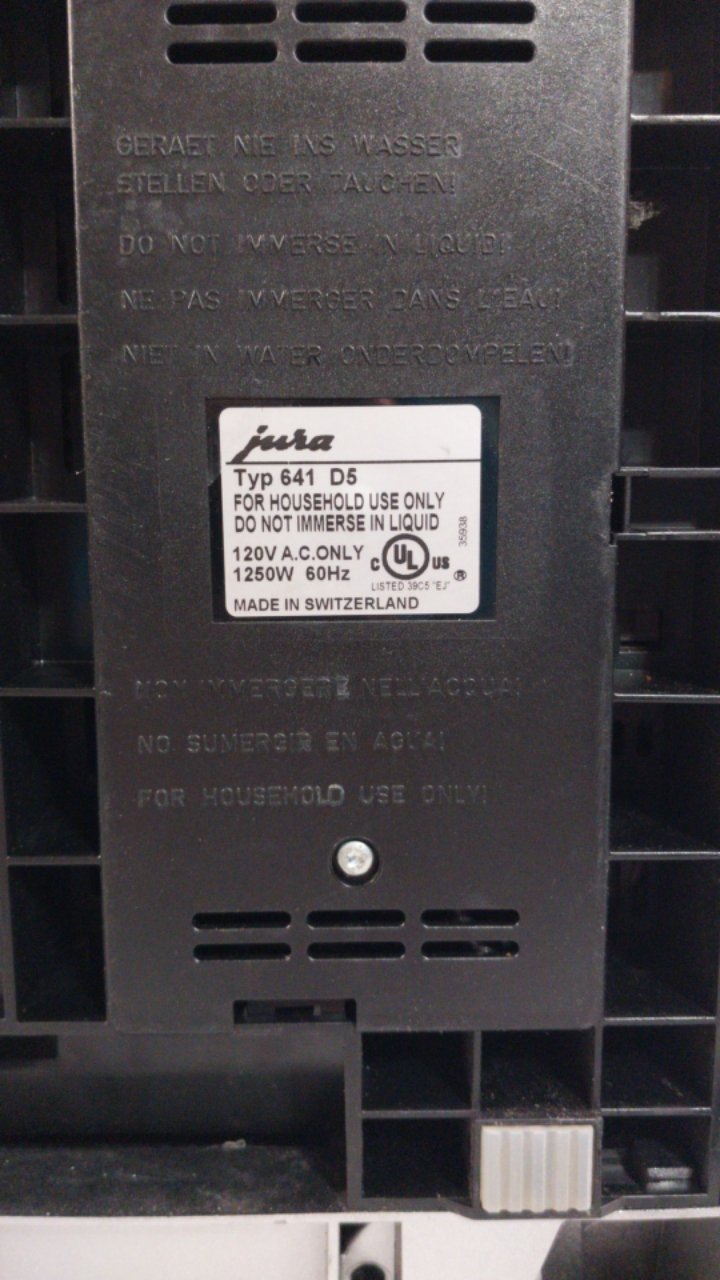 GERAET NIE INS WASSER
STELLEN ODER TAUCHEN!
DO NOT IMMERSE IN LIQUID!
NE PAS IMMERGER DANS L'EAU!
NIET IN WATER ONDERDOMPELEN!
jura
Typ 641 D5
FOR HOUSEHOLD USE ONLY
DO NOT IMMERSE IN LIQUID
120V A.C.ONLY
1250W 60Hz
C UL US ®
LISTED 39C5 "EJ"
35938
MADE IN SWITZERLAND
NON IMMERGERE NELL'ACQUA!
NO SUMERGIR EN AGUA!
FOR HOUSEHOLD USE ONLY!